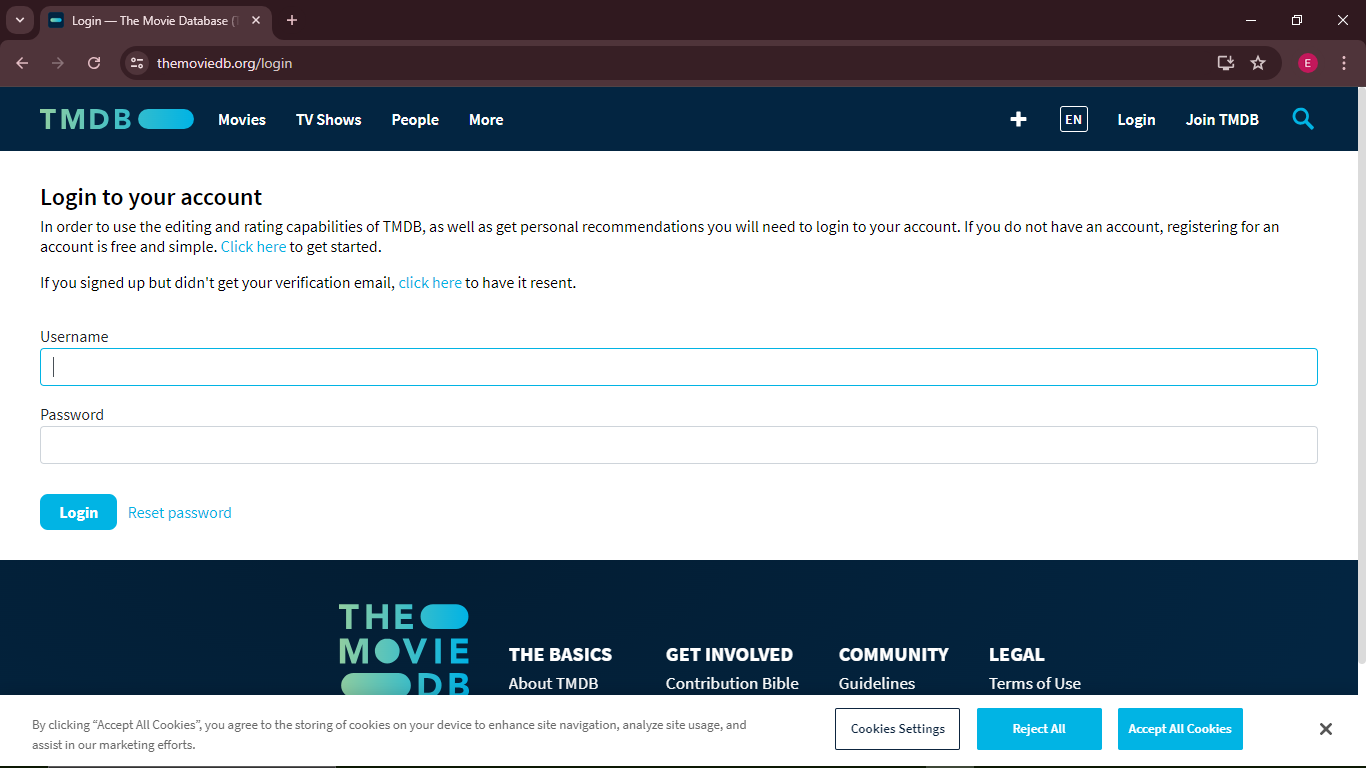 Login — The Movie Database (T
themoviedb.org/login
E
TMDB
Movies
TV Shows
People
More
EN
Login
Join TMDB
Login to your account
In order to use the editing and rating capabilities of TMDB, as well as get personal recommendations you will need to login to your account. If you do not have an account, registering for an
account is free and simple. Click here to get started.
If you signed up but didn't get your verification email, click here to have it resent.
Username
Password
Login
Reset password
THE
MOVIE
DB
THE BASICS
About TMDB
GET INVOLVED
Contribution Bible
COMMUNITY
Guidelines
LEGAL
Terms of Use
By clicking “Accept All Cookies”, you agree to the storing of cookies on your device to enhance site navigation, analyze site usage, and
assist in our marketing efforts.
Cookies Settings
Reject All
Accept All Cookies